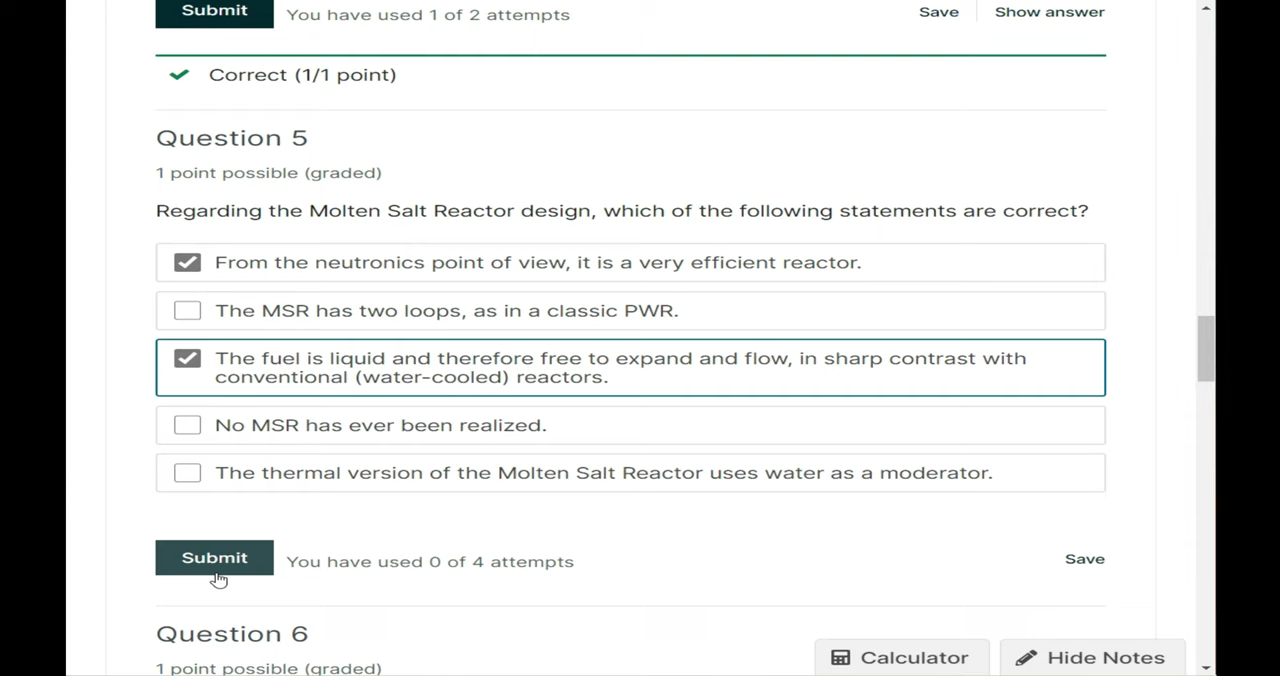 Submit You have used 1 of 2 attempts Save Show answer
Correct (1/1 point)
Question 5
1 point possible (graded)
Regarding the Molten Salt Reactor design, which of the following statements are correct?
From the neutronics point of view, it is a very efficient reactor.
The MSR has two loops, as in a classic PWR.
The fuel is liquid and therefore free to expand and flow, in sharp contrast with
conventional (water-cooled) reactors.
No MSR has ever been realized.
The thermal version of the Molten Salt Reactor uses water as a moderator.
Submit You have used 0 of 4 attempts Save
Question 6
1 point possible (graded)
Calculator Hide Notes